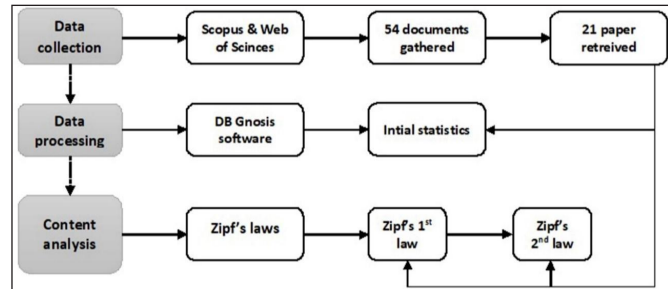 Data
collection
Scopus & Web
of Scinces
54 documents
gathered
21 paper
retreived
Data
processing
DB Gnosis
software
Intial statistics
Content
analysis
Zipf's laws
Zipf's 1st
law
Zipf's
2nd law